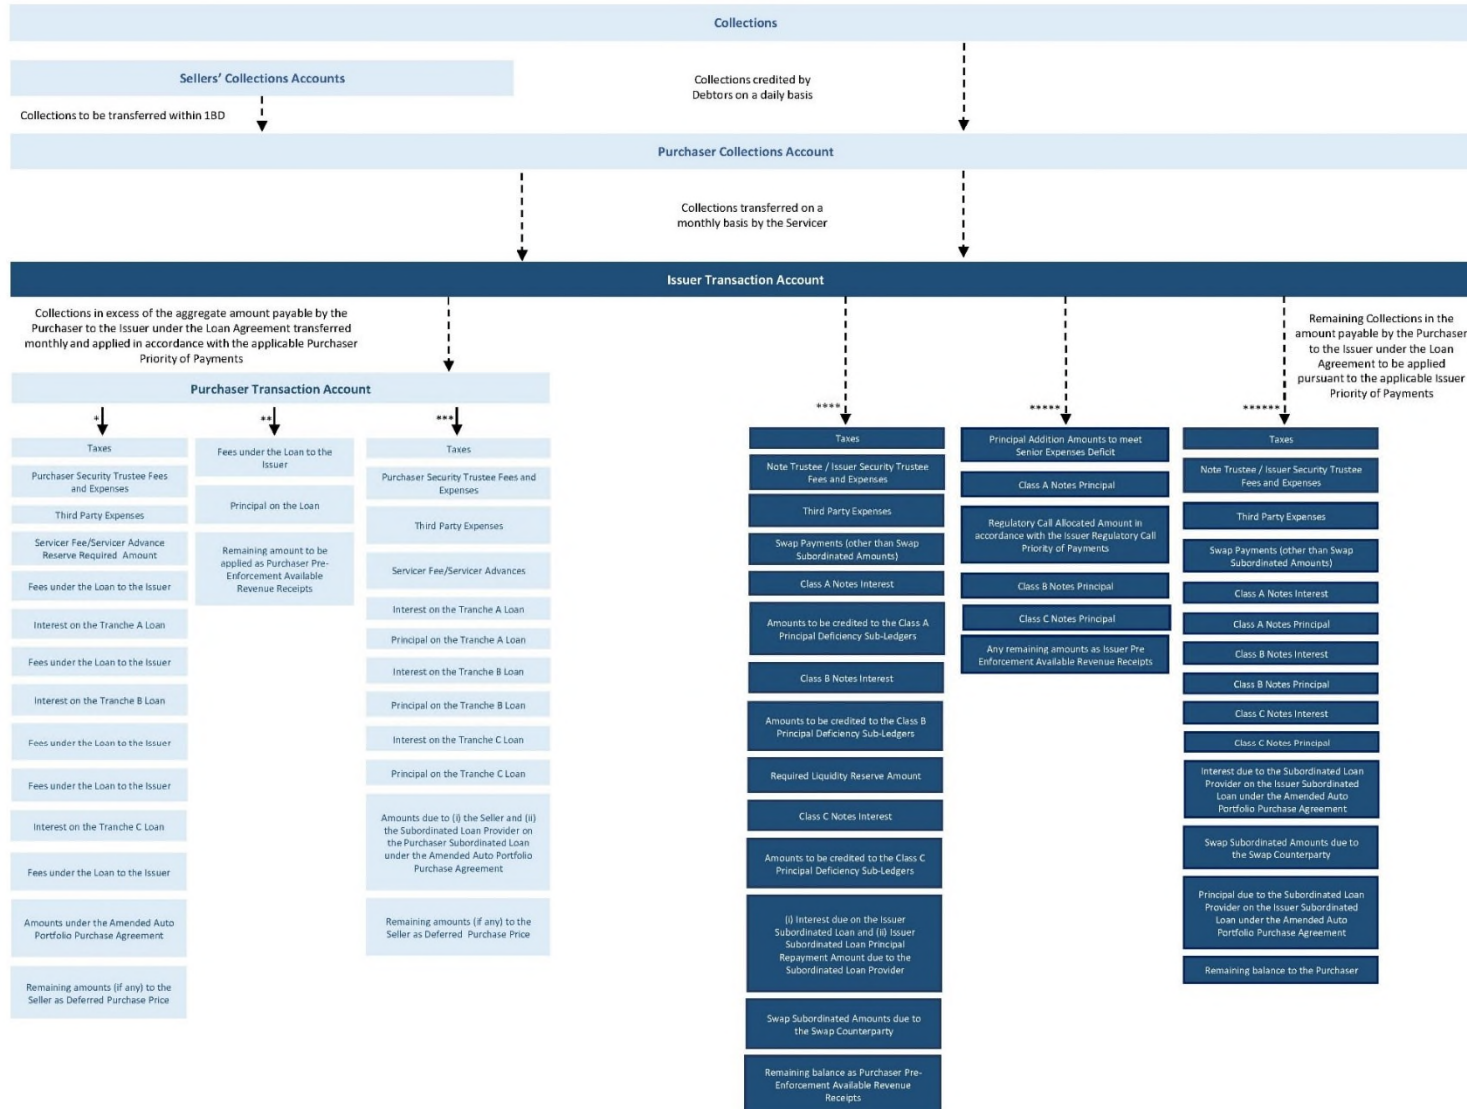 Collections
Sellers' Collections Accounts
Collections credited by
Debtors on a daily basis
Collections to be transferred within 1BD
Purchaser Collections Account
Collections transferred on a
monthly basis by the Servicer
Issuer Transaction Account
Collections in excess of the aggregate amount payable by the
Purchaser to the Issuer under the Loan Agreement transferred
monthly and applied in accordance with the applicable Purchaser
Priority of Payments
Remaining Collections in the
amount payable by the Purchaser
to the Issuer under the Loan
Agreement to be applied
pursuant to the applicable Issuer
Priority of Payments
Purchaser Transaction Account
*
Taxes
Purchaser Security Trustee Fees
and Expenses
Third Party Expenses
Servicer Fee/Servicer Advance
Reserve Required Amount
Fees under the Loan to the Issuer
Interest on the Tranche A Loan
Fees under the Loan to the Issuer
Interest on the Tranche B Loan
Fees under the Loan to the Issuer
Fees under the Loan to the Issuer
Interest on the Tranche C Loan
Fees under the Loan to the Issuer
Amounts under the Amended Auto
Portfolio Purchase Agreement
Remaining amounts (if any) to the
Seller as Deferred Purchase Price
**
Fees under the Loan to the
Issuer
Principal on the Loan
Remaining amount to be
applied as Purchaser Pre-
Enforcement Available
Revenue Receipts
***
Taxes
Purchaser Security Trustee Fees and
Expenses
Third Party Expenses
Servicer Fee/Servicer Advances
Interest on the Tranche A Loan
Principal on the Tranche A Loan
Interest on the Tranche B Loan
Principal on the Tranche B Loan
Interest on the Tranche C Loan
Principal on the Tranche C Loan
Amounts due to (i) the Seller and (ii)
the Subordinated Loan Provider on
the Purchaser Subordinated Loan
under the Amended Auto Portfolio
Purchase Agreement
Remaining amounts (if any) to the
Seller as Deferred Purchase Price
****
Taxes
Note Trustee / Issuer Security Trustee
Fees and Expenses
Third Party Expenses
Swap Payments (other than Swap
Subordinated Amounts)
Class A Notes Interest
Amounts to be credited to the Class A
Principal Deficiency Sub-Ledgers
Class B Notes Interest
Amounts to be credited to the Class B
Principal Deficiency Sub-Ledgers
Required Liquidity Reserve Amount
Class C Notes Interest
Amounts to be credited to the Class C
Principal Deficiency Sub-Ledgers
(i) Interest due on the Issuer
Subordinated Loan and (ii) Issuer
Subordinated Loan Principal
Repayment Amount due to the
Subordinated Loan Provider
Swap Subordinated Amounts due to
the Swap Counterparty
Remaining balance as Purchaser Pre-
Enforcement Available Revenue
Receipts
*****
Principal Addition Amounts to meet
Senior Expenses Deficit
Class A Notes Principal
Regulatory Call Allocated Amount in
accordance with the Issuer Regulatory Call
Priority of Payments
Class B Notes Principal
Class C Notes Principal
Any remaining amounts as Issuer Pre
Enforcement Available Revenue Receipts
******
Taxes
Note Trustee / Issuer Security Trustee
Fees and Expenses
Third Party Expenses
Swap Payments (other than Swap
Subordinated Amounts)
Class A Notes Interest
Class A Notes Principal
Class B Notes Interest
Class B Notes Principal
Class C Notes Interest
Class C Notes Principal
Interest due to the Subordinated Loan
Provider on the Issuer Subordinated
Loan under the Amended Auto
Portfolio Purchase Agreement
Swap Subordinated Amounts due to
the Swap Counterparty
Principal due to the Subordinated Loan
Provider on the Issuer Subordinated
Loan under the Amended Auto
Portfolio Purchase Agreement
Remaining balance to the Purchaser